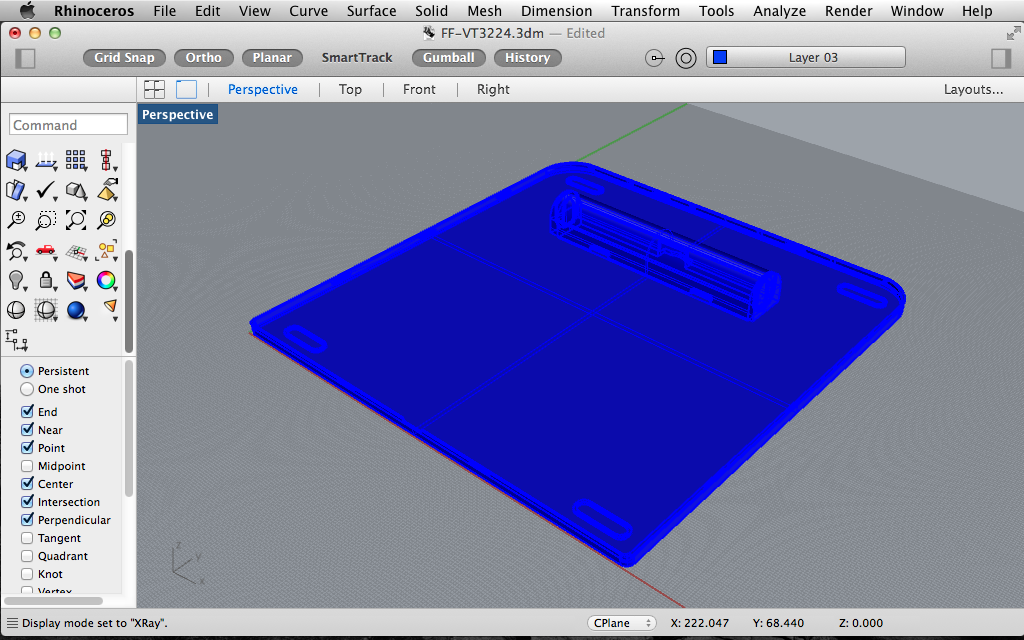 Rhinoceros File Edit View Curve Surface Solid Mesh Dimension Transform Tools Analyze Render Window Help
FF-VT3224.3dm — Edited
Grid Snap Ortho Planar SmartTrack Gumball History Layer 03
Perspective Top Front Right Layouts...
Perspective
Command
Persistent
One shot
End
Near
Point
Midpoint
Center
Intersection
Perpendicular
Tangent
Quadrant
Knot
Vertex
z
y
x
Display mode set to "XRay". CPlane X: 222.047 Y: 68.440 Z: 0.000